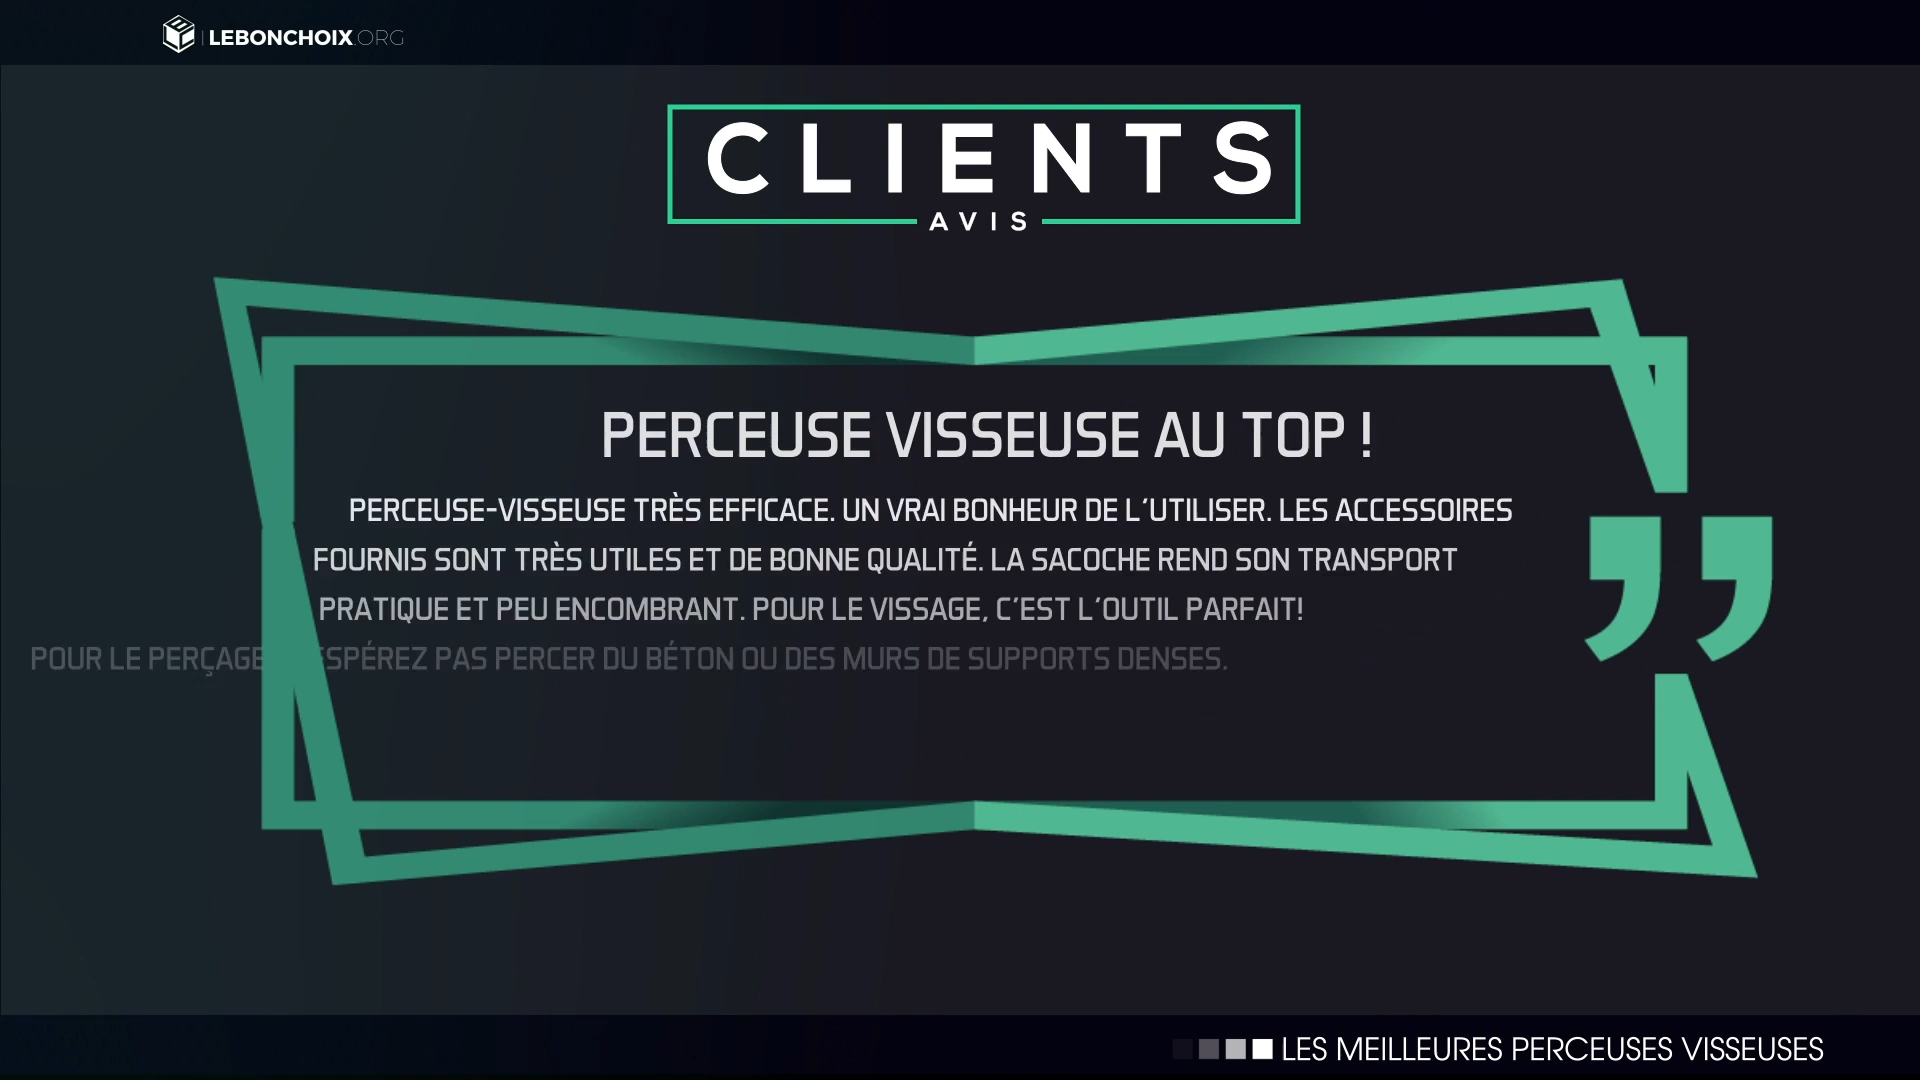 LEBONCHOIX.ORG
CLIENTS
AVIS
PERCEUSE VISSEUSE AU TOP !
PERCEUSE-VISSEUSE TRÈS EFFICACE. UN VRAI BONHEUR DE L'UTILISER. LES ACCESSOIRES
FOURNIS SONT TRÈS UTILES ET DE BONNE QUALITÉ. LA SACOCHE REND SON TRANSPORT
PRATIQUE ET PEU ENCOMBRANT. POUR LE VISSAGE, C'EST L'OUTIL PARFAIT!
POUR LE PERÇAGE PAS PERCER DU BÉTON OU DES MURS DE SUPPORTS DENSES.
LES MEILLEURES PERCEUSES VISSEUSES